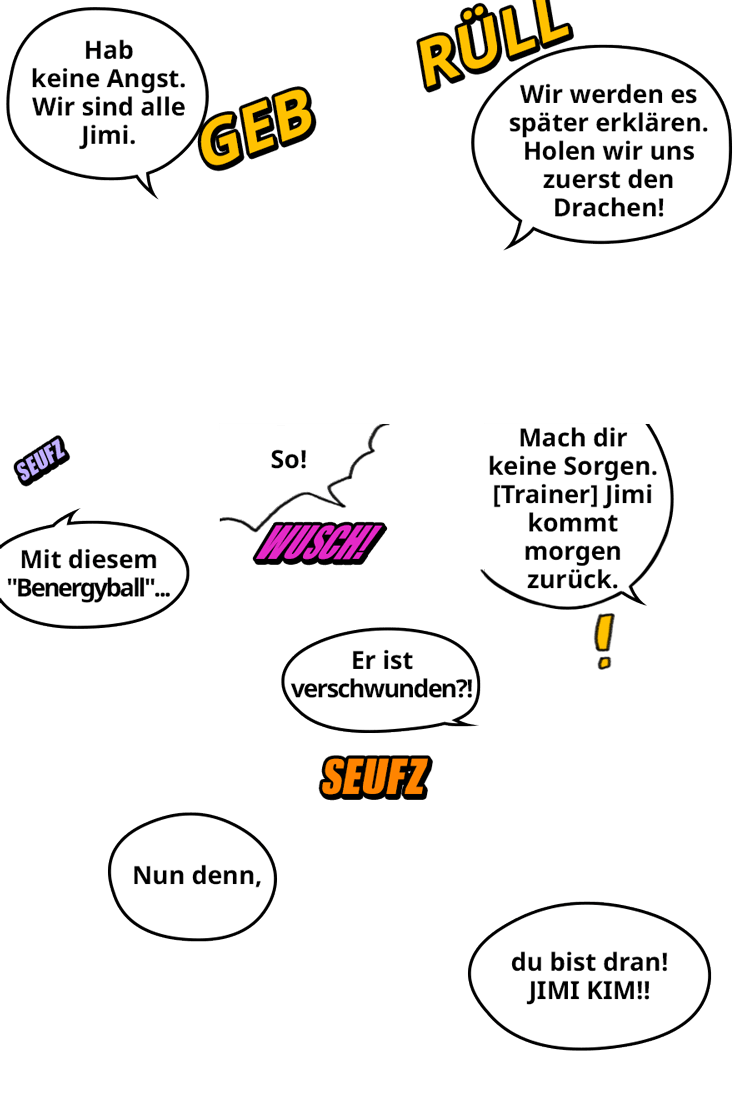 Hab
keine Angst.
Wir sind alle
Jimi.
GEB
RÜLL
Wir werden es
später erklären.
Holen wir uns
zuerst den
Drachen!
SEUFZ
Mit diesem
"Benergyball"...
So!
WUSCH!
Mach dir
keine Sorgen.
[Trainer] Jimi
kommt
morgen
zurück.
!
Er ist
verschwunden?!
SEUFZ
Nun denn,
du bist dran!
JIMI KIM!!